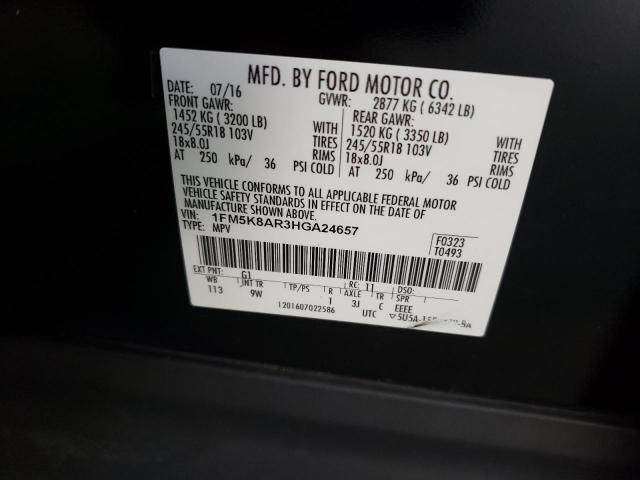 MFD. BY FORD MOTOR CO.
DATE: 07/16 GVWR: 2877 KG ( 6342 LB)
FRONT GAWR: REAR GAWR:
1452 KG ( 3200 LB) WITH 1520 KG ( 3350 LB) WITH
245/55R18 103V TIRES 245/55R18 103V TIRES
18x8.0J RIMS 18x8.0J RIMS
AT 250 kPa/ 36 PSI COLD AT 250 kPa/ 36 PSI COLD
THIS VEHICLE CONFORMS TO ALL APPLICABLE FEDERAL MOTOR
VEHICLE SAFETY STANDARDS IN EFFECT ON THE DATE OF
MANUFACTURE SHOWN ABOVE.
VIN: 1FM5K8AR3HGA24657
TYPE: MPV
F0323
T0493
EXT PNT: G1 RC: 11 DSO:
WB INT TR TP/PS R AXLE TR SPR
113 9W 1 3J C EEEE
1201607022586 UTC